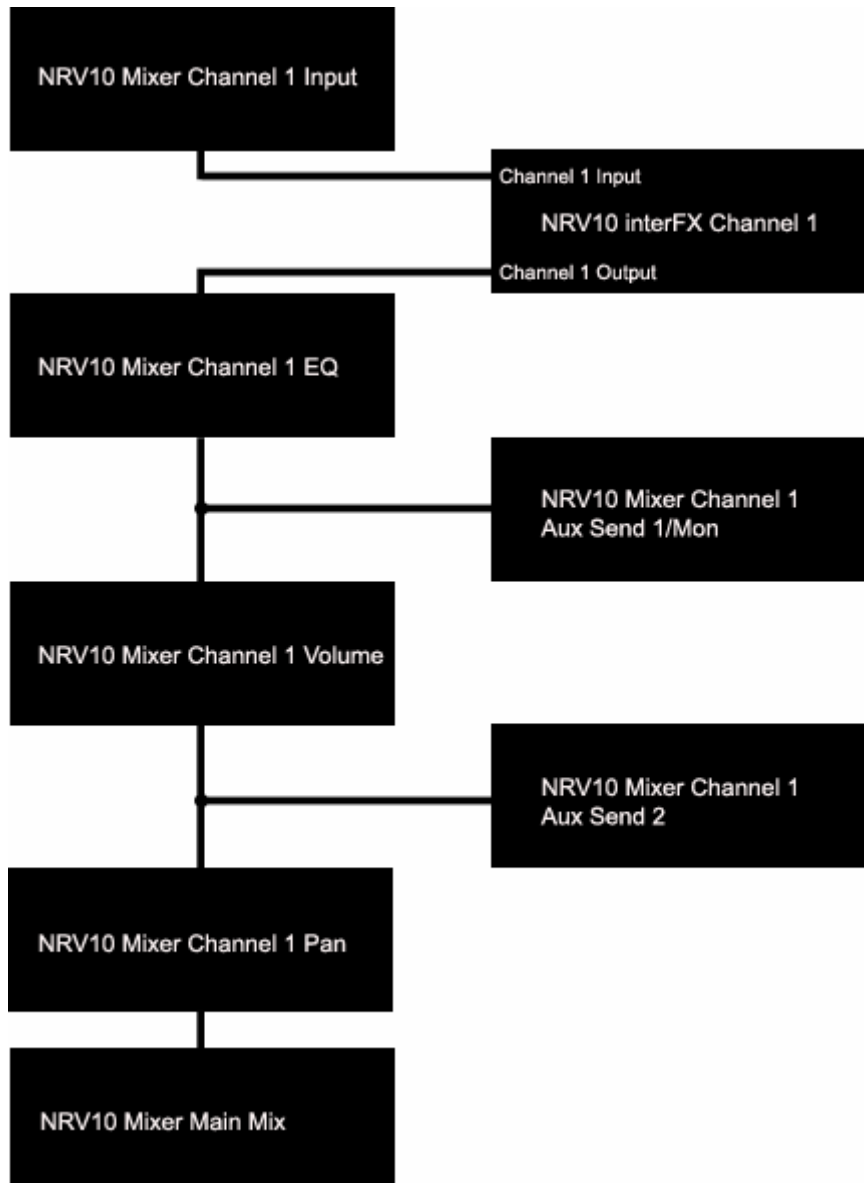 NRV10 Mixer Channel 1 Input
Channel 1 Input
NRV10 interFX Channel 1
Channel 1 Output
NRV10 Mixer Channel 1 EQ
NRV10 Mixer Channel 1
Aux Send 1/Mon
NRV10 Mixer Channel 1 Volume
NRV10 Mixer Channel 1
Aux Send 2
NRV10 Mixer Channel 1 Pan
NRV10 Mixer Main Mix